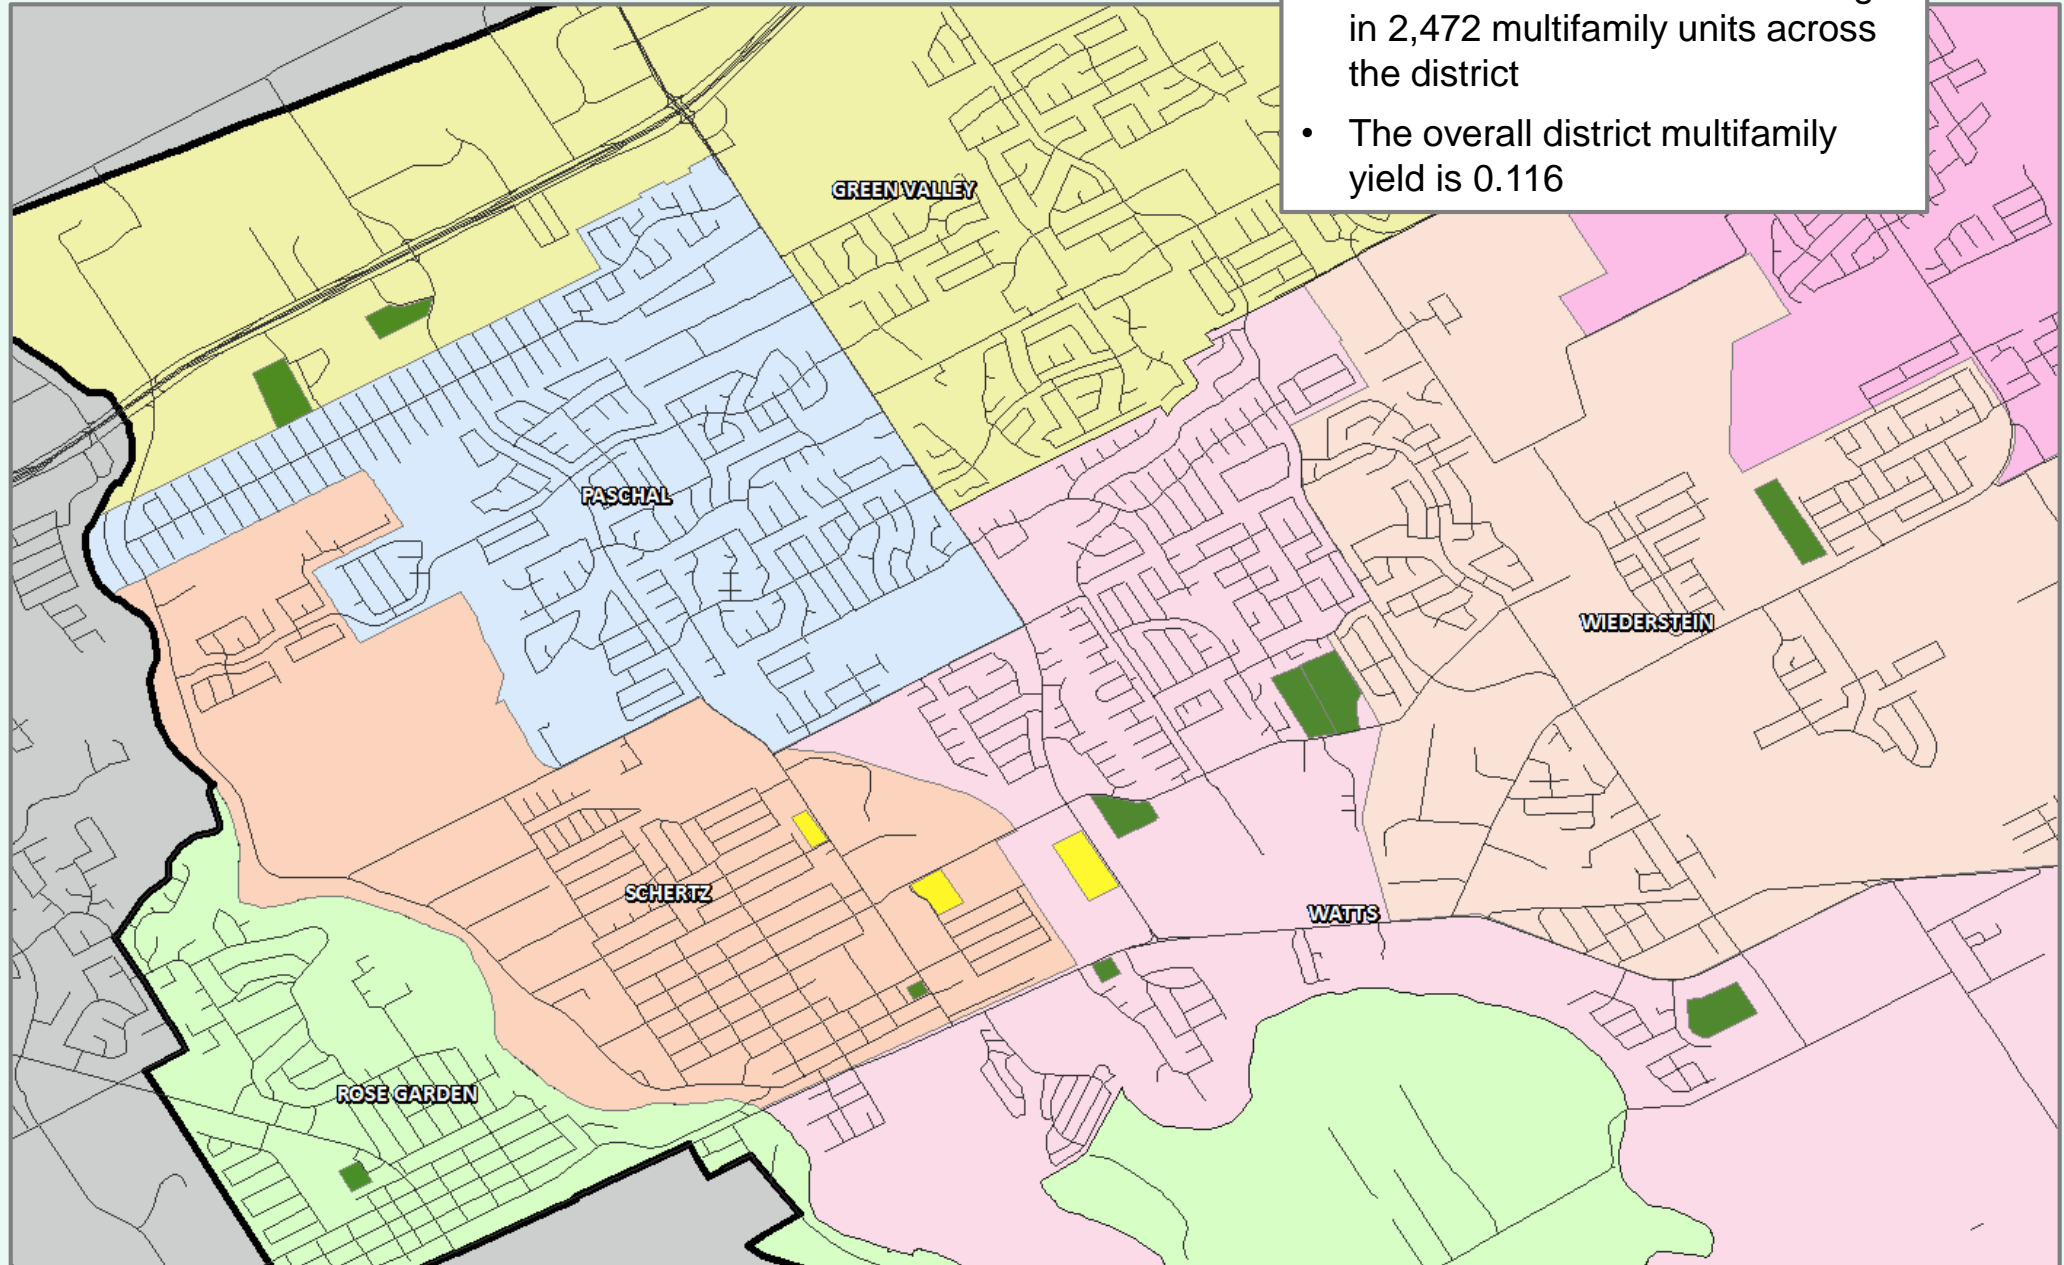 in 2,472 multifamily units across
the district
• The overall district multifamily
yield is 0.116
GREEN VALLEY
PASCHAL
WIEDERSTEIN
SCHERTZ
WATTS
ROSE GARDEN